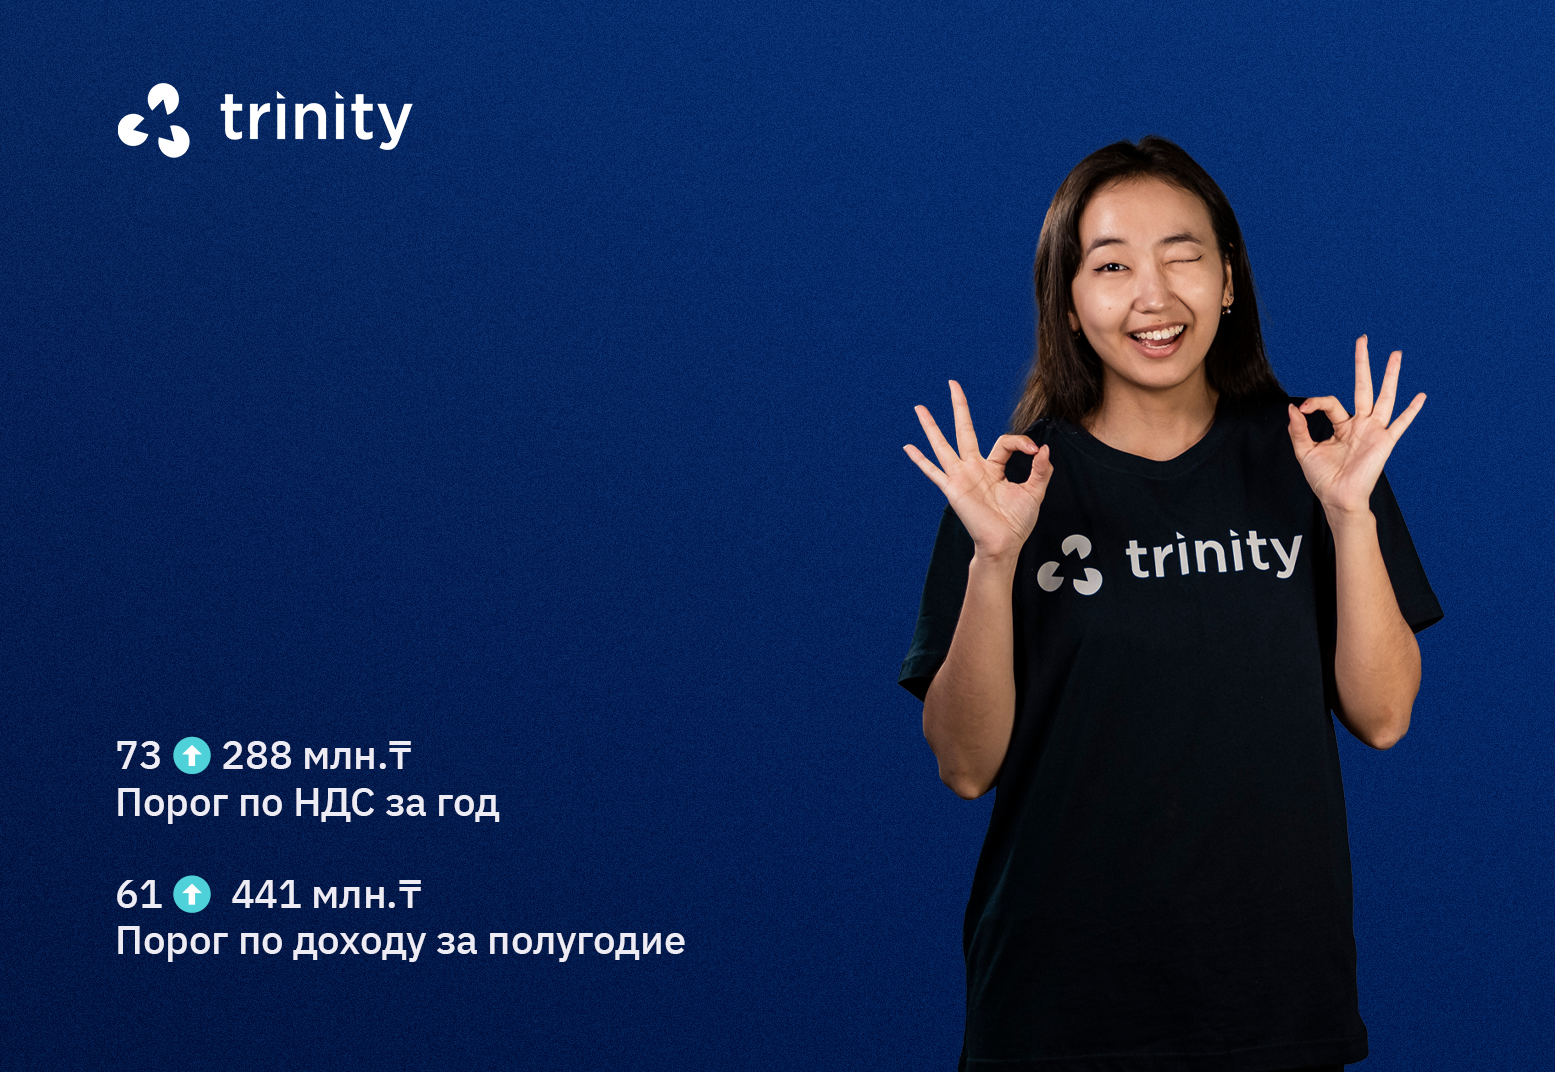 trinity
trinity
73 288 млн.₸
Порог по НДС за год
61 441 млн.₸
Порог по доходу за полугодие